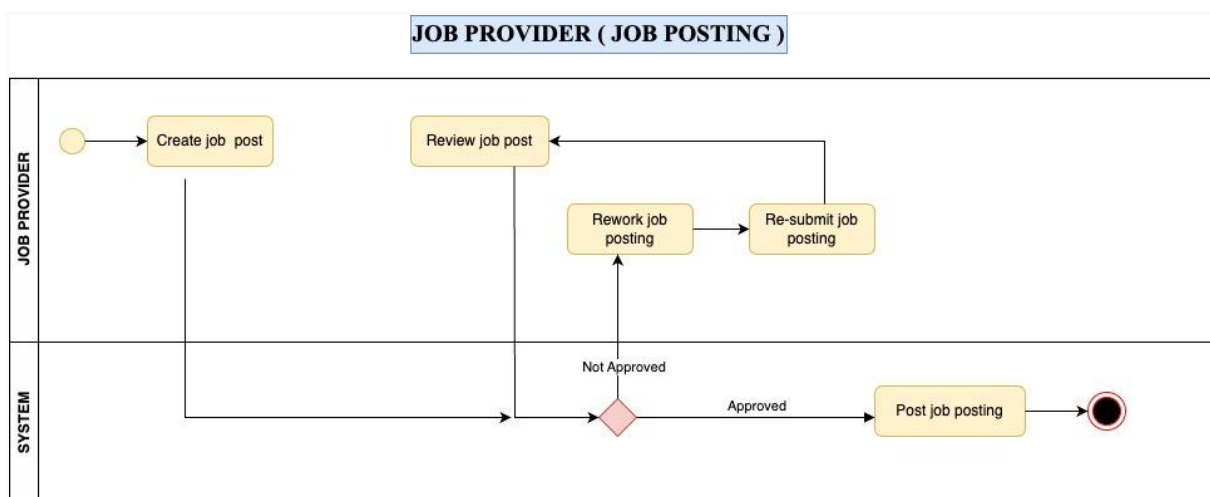 JOB PROVIDER ( JOB POSTING )
JOB PROVIDER
Create job post
Review job post
Rework job
posting
Re-submit job
posting
SYSTEM
Not Approved
Approved
Post job posting